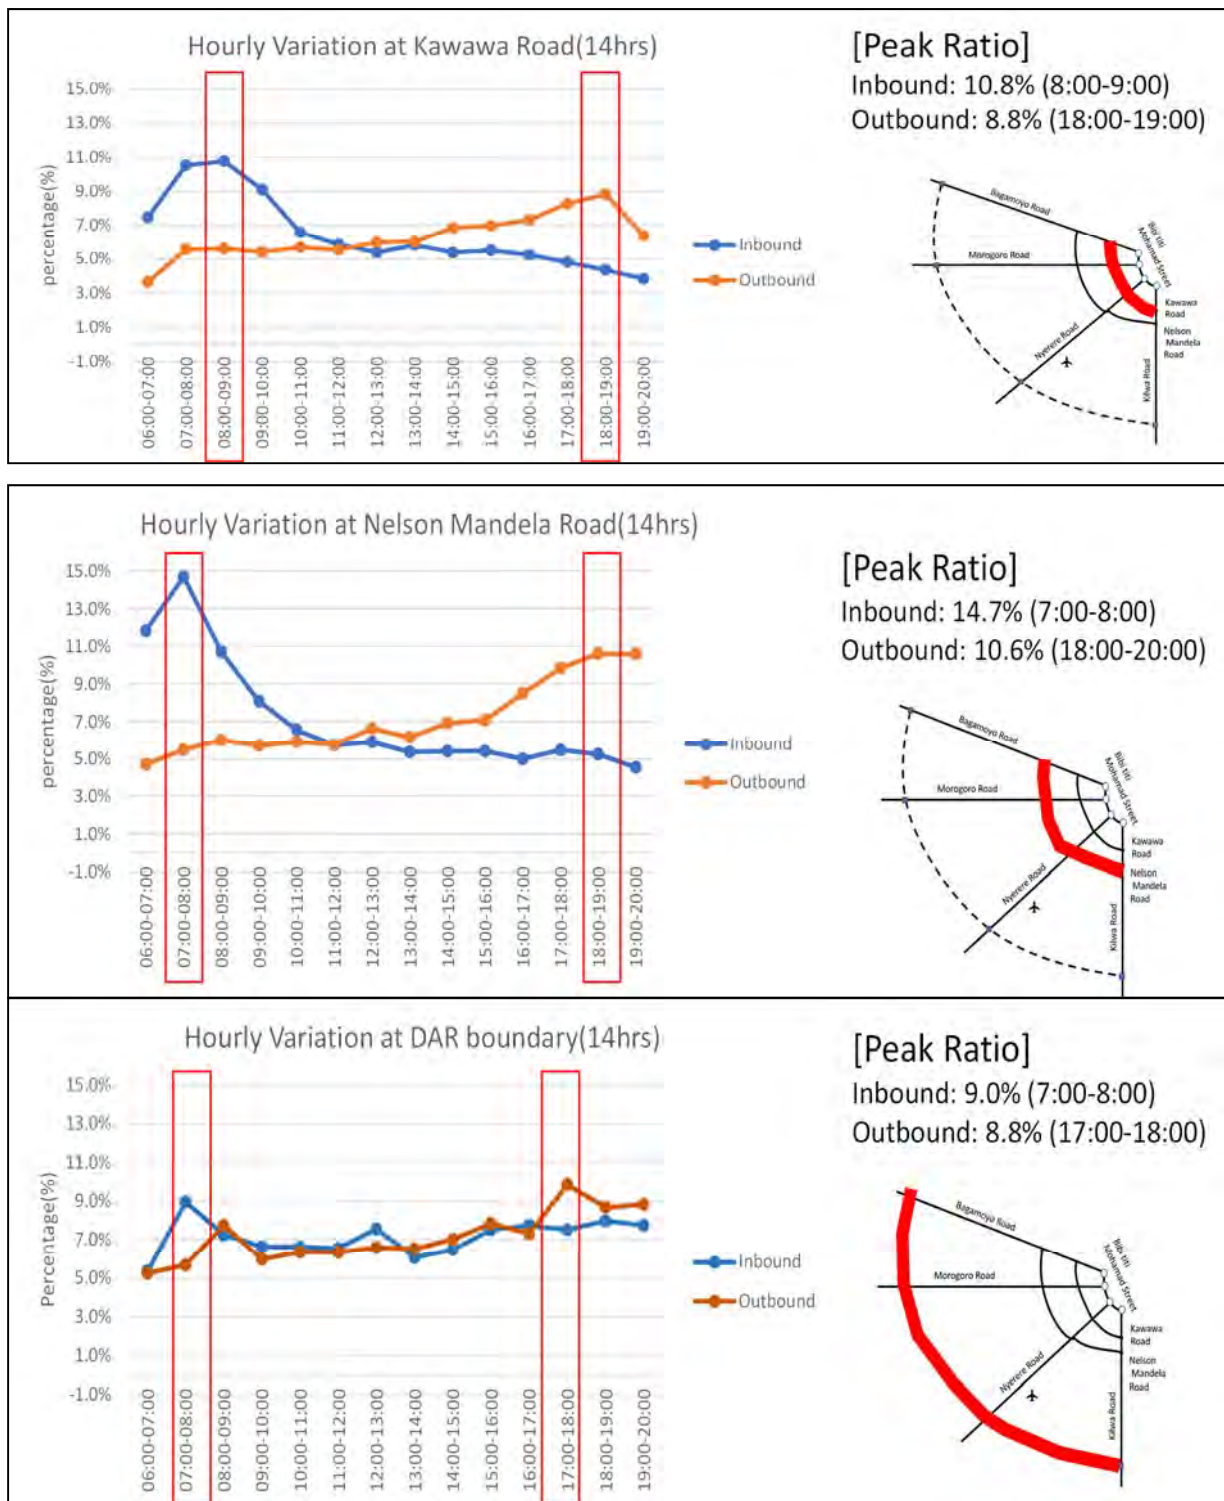 Hourly Variation at Kawawa Road(14hrs)
percentage(%)
15.0%
13.0%
11.0%
9.0%
7.0%
5.0%
3.0%
1.0%
-1.0%
06:00-07:00
07:00-08:00
08:00-09:00
09:00-10:00
10:00-11:00
11:00-12:00
12:00-13:00
13:00-14:00
14:00-15:00
15:00-16:00
16:00-17:00
17:00-18:00
18:00-19:00
19:00-20:00
Inbound
Outbound
[Peak Ratio]
Inbound: 10.8% (8:00-9:00)
Outbound: 8.8% (18:00-19:00)
Bagamoyo Road
Morogoro Road
Nyerere Road
Kilwa Road
Bibi titi
Mohamad Street
Kawawa
Road
Nelson
Mandela
Road
Hourly Variation at Nelson Mandela Road(14hrs)
percentage(%)
15.0%
13.0%
11.0%
9.0%
7.0%
5.0%
3.0%
1.0%
-1.0%
06:00-07:00
07:00-08:00
08:00-09:00
09:00-10:00
10:00-11:00
11:00-12:00
12:00-13:00
13:00-14:00
14:00-15:00
15:00-16:00
16:00-17:00
17:00-18:00
18:00-19:00
19:00-20:00
Inbound
Outbound
[Peak Ratio]
Inbound: 14.7% (7:00-8:00)
Outbound: 10.6% (18:00-20:00)
Bagamoyo Road
Morogoro Road
Nyerere Road
Kilwa Road
Bibi titi
Mohamad Street
Kawawa
Road
Nelson
Mandela
Road
Hourly Variation at DAR boundary(14hrs)
Percentage(%)
15.0%
13.0%
11.0%
9.0%
7.0%
5.0%
3.0%
1.0%
-1.0%
06:00-07:00
07:00-08:00
08:00-09:00
09:00-10:00
10:00-11:00
11:00-12:00
12:00-13:00
13:00-14:00
14:00-15:00
15:00-16:00
16:00-17:00
17:00-18:00
18:00-19:00
19:00-20:00
Inbound
Outbound
[Peak Ratio]
Inbound: 9.0% (7:00-8:00)
Outbound: 8.8% (17:00-18:00)
Bagamoyo Road
Morogoro Road
Nyerere Road
Kilwa Road
Bibi titi
Mohamad Street
Kawawa
Road
Nelson
Mandela
Road